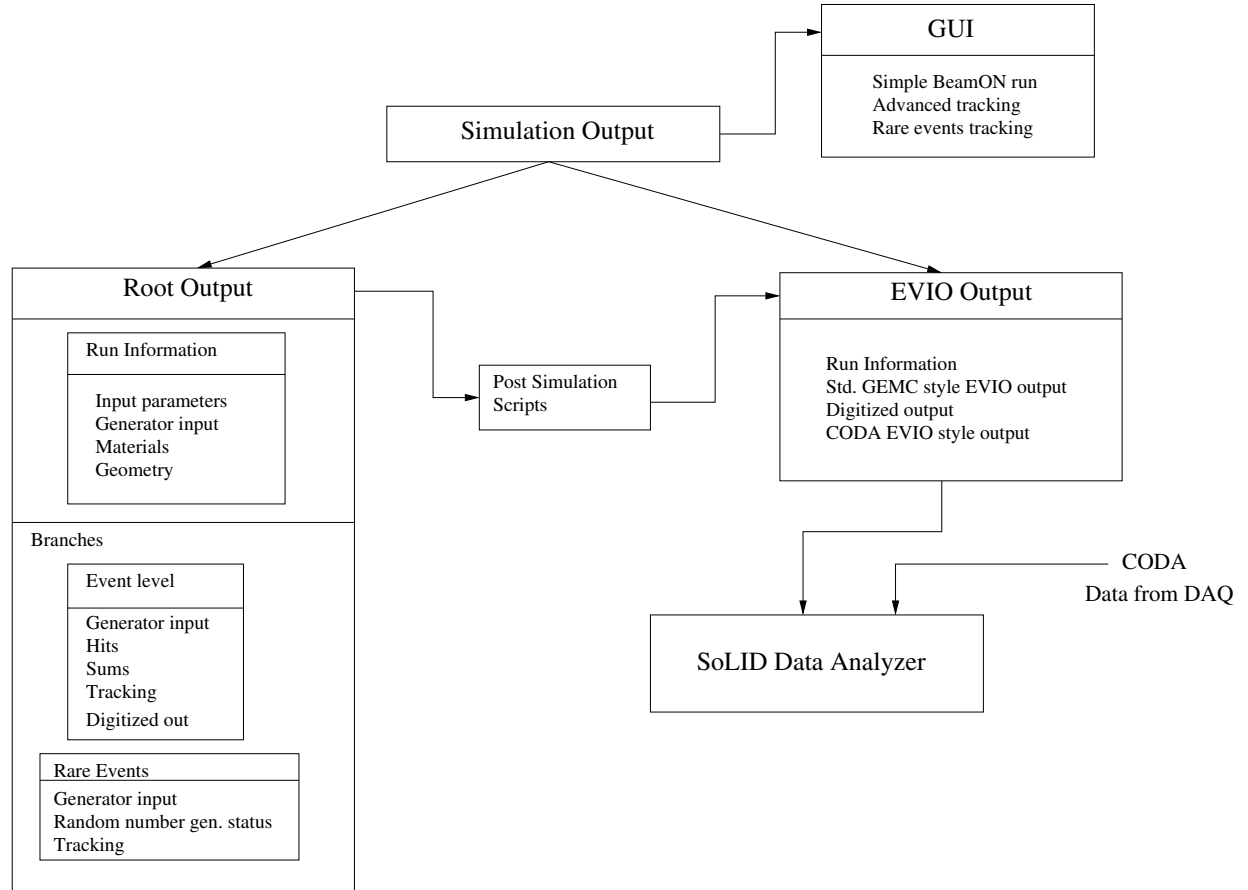 GUI
Simple BeamON run
Advanced tracking
Rare events tracking
Simulation Output
Root Output
Run Information
Input parameters
Generator input
Materials
Geometry
Branches
Event level
Generator input
Hits
Sums
Tracking
Digitized out
Rare Events
Generator input
Random number gen. status
Tracking
Post Simulation
Scripts
EVIO Output
Run Information
Std. GEMC style EVIO output
Digitized output
CODA EVIO style output
CODA
Data from DAQ
SoLID Data Analyzer